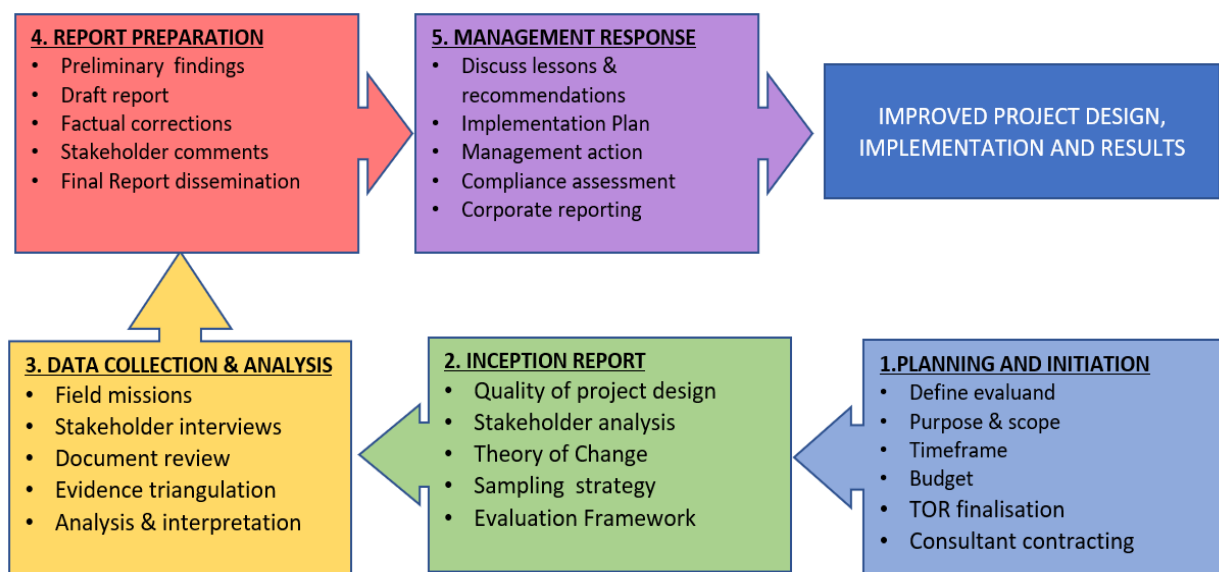 4. REPORT PREPARATION
• Preliminary findings
• Draft report
• Factual corrections
• Stakeholder comments
• Final Report dissemination
5. MANAGEMENT RESPONSE
• Discuss lessons &
recommendations
• Implementation Plan
• Management action
• Compliance assessment
• Corporate reporting
IMPROVED PROJECT DESIGN,
IMPLEMENTATION AND RESULTS
3. DATA COLLECTION & ANALYSIS
• Field missions
• Stakeholder interviews
• Document review
• Evidence triangulation
• Analysis & interpretation
2. INCEPTION REPORT
• Quality of project design
• Stakeholder analysis
• Theory of Change
• Sampling strategy
• Evaluation Framework
1.PLANNING AND INITIATION
• Define evaluand
• Purpose & scope
• Timeframe
• Budget
• TOR finalisation
• Consultant contracting